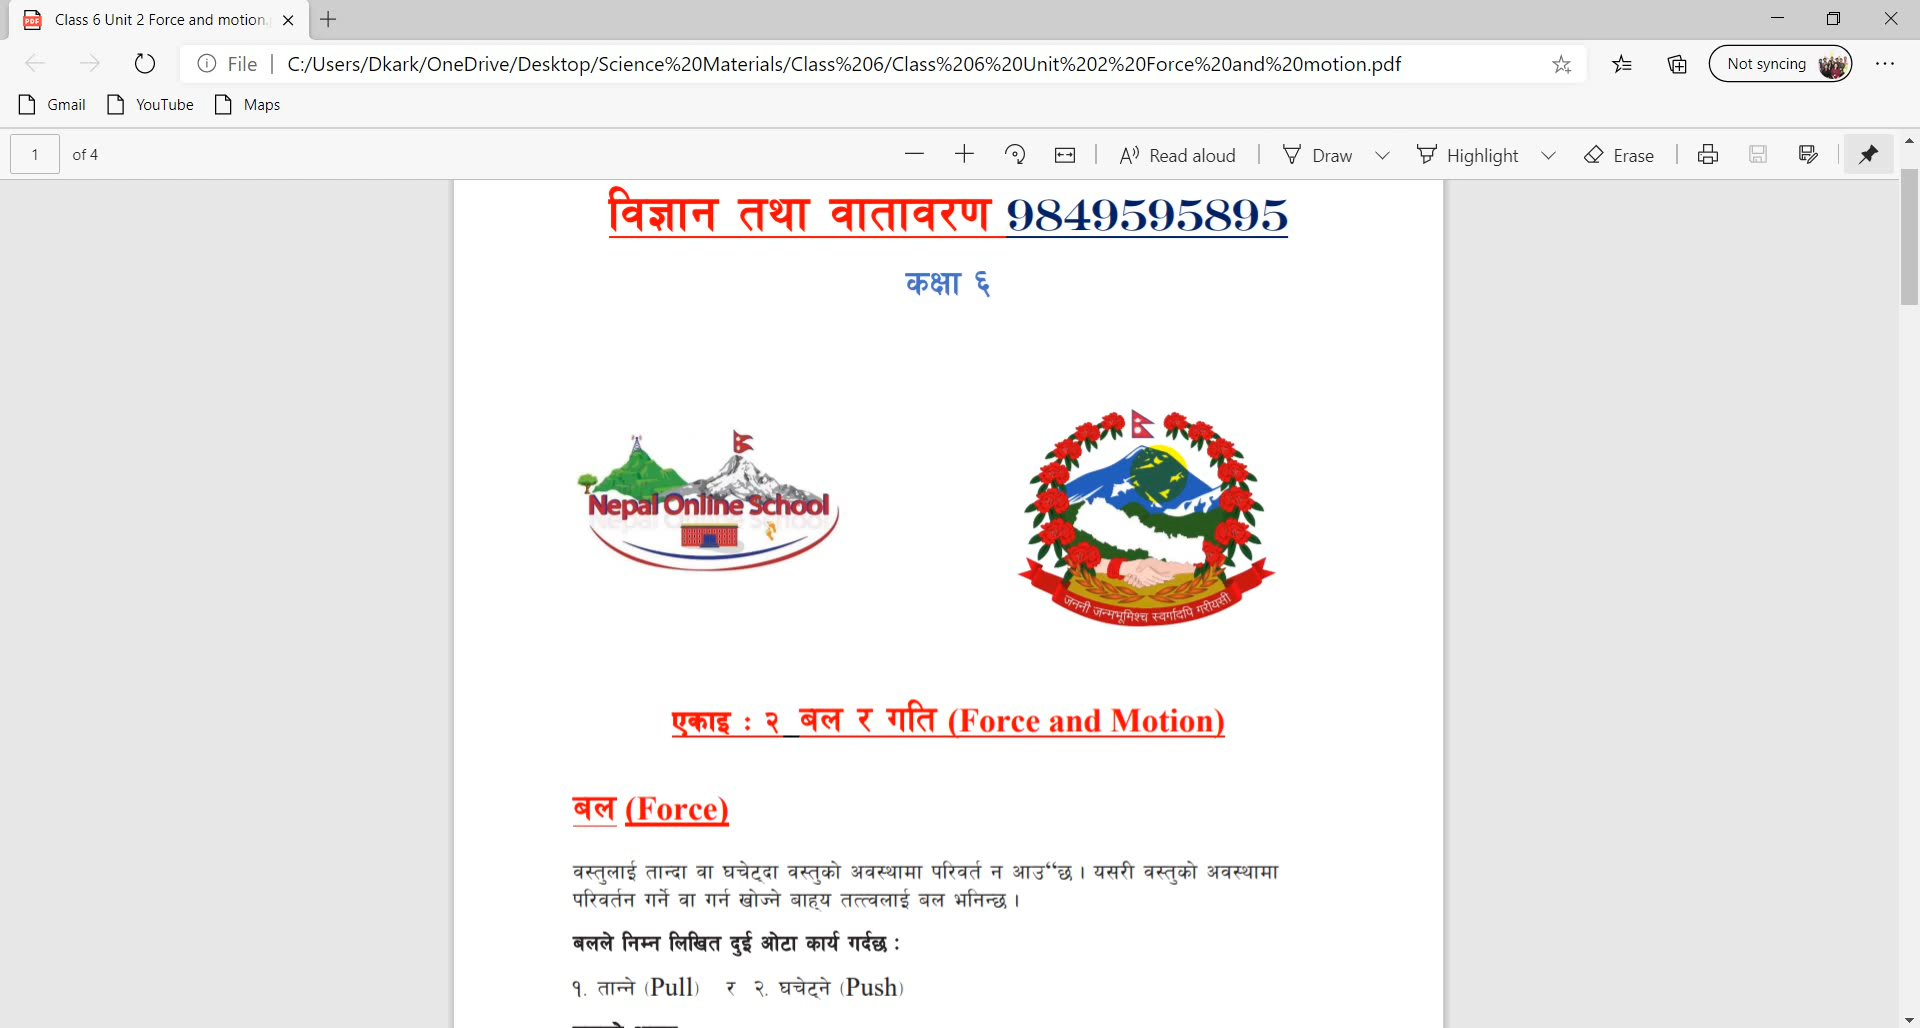 Class 6 Unit 2 Force and motion.
File C:/Users/Dkark/OneDrive/Desktop/Science%20Materials/Class%206/Class%206%20Unit%202%20Force%20and%20motion.pdf Not syncing
Gmail YouTube Maps
1 of 4 Read aloud Draw Highlight Erase
विज्ञान तथा वातावरण 9849595895
कक्षा ६
Nepal Online School
जननी जन्मभूमिश्च स्वर्गादपि गरीयसी
एकाइ : २ बल र गति (Force and Motion)
बल (Force)
वस्तुलाई तान्दा वा घचेट्दा वस्तुको अवस्थामा परिवर्त न आउ“छ । यसरी वस्तुको अवस्थामा
परिवर्तन गर्ने वा गर्न खोज्ने बाह्य तत्त्वलाई बल भनिन्छ ।
बलले निम्न लिखित दुई ओटा कार्य गर्दछ :
१. तान्ने (Pull) र २. घचेट्ने (Push)